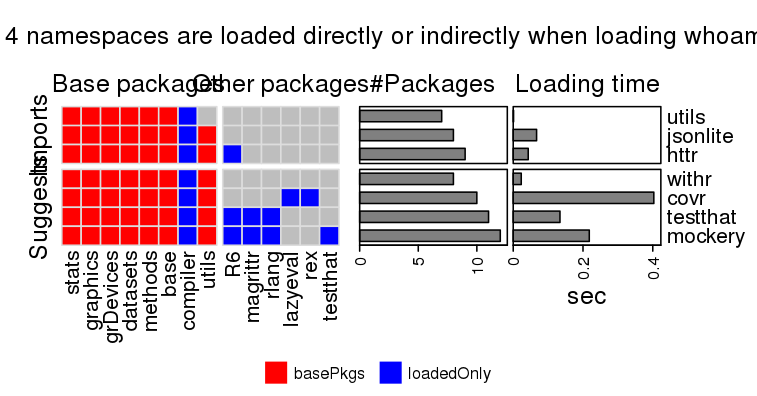 4 namespaces are loaded directly or indirectly when loading whoam
Base packages
Other packages
#Packages
Loading time
Imports
Suggests
utils
jsonlite
httr
withr
covr
testthat
mockery
stats
graphics
grDevices
datasets
methods
base
compiler
utils
R6
magrittr
rlang
lazyeval
rex
testthat
0
5
10
0
0.2
0.4
sec
basePkgs
loadedOnly